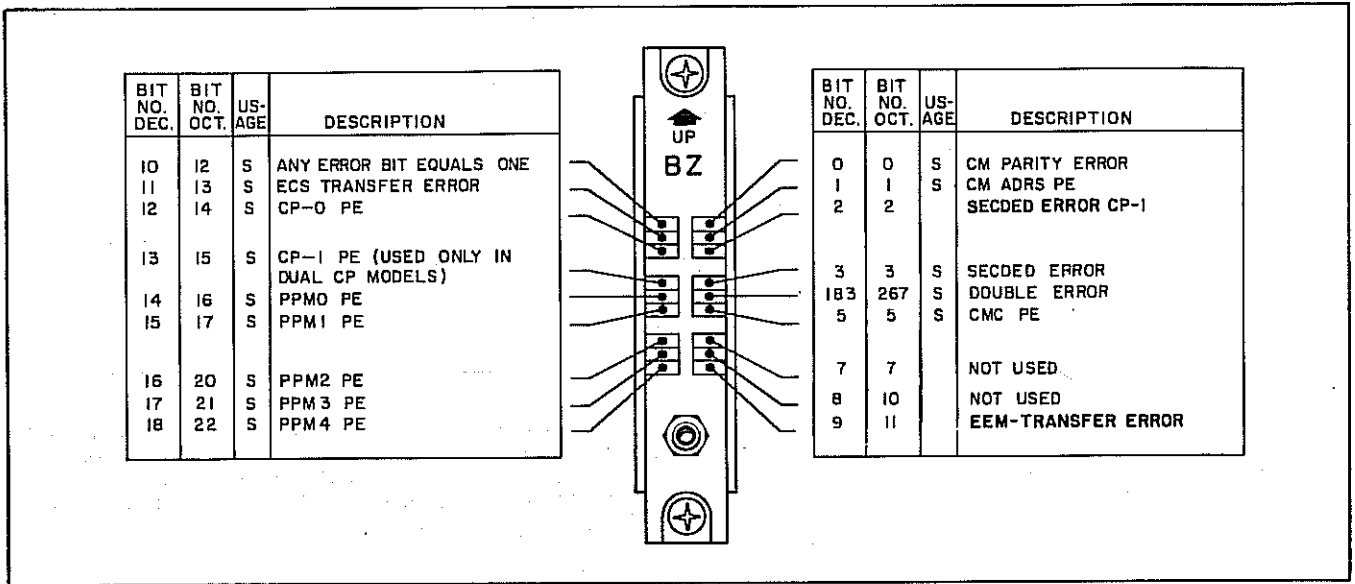 BIT NO. DEC. BIT NO. OCT. US-AGE DESCRIPTION
10 12 S ANY ERROR BIT EQUALS ONE
11 13 S ECS TRANSFER ERROR
12 14 S CP-0 PE
13 15 S CP-1 PE (USED ONLY IN
DUAL CP MODELS)
14 16 S PPM0 PE
15 17 S PPM1 PE
16 20 S PPM2 PE
17 21 S PPM3 PE
18 22 S PPM4 PE
UP
BZ
BIT NO. DEC. BIT NO. OCT. US-AGE DESCRIPTION
0 0 S CM PARITY ERROR
1 1 S CM ADRS PE
2 2 SECDED ERROR CP-1
3 3 S SECDED ERROR
183 267 S DOUBLE ERROR
5 5 S CMC PE
7 7 NOT USED
8 10 NOT USED
9 11 EEM-TRANSFER ERROR